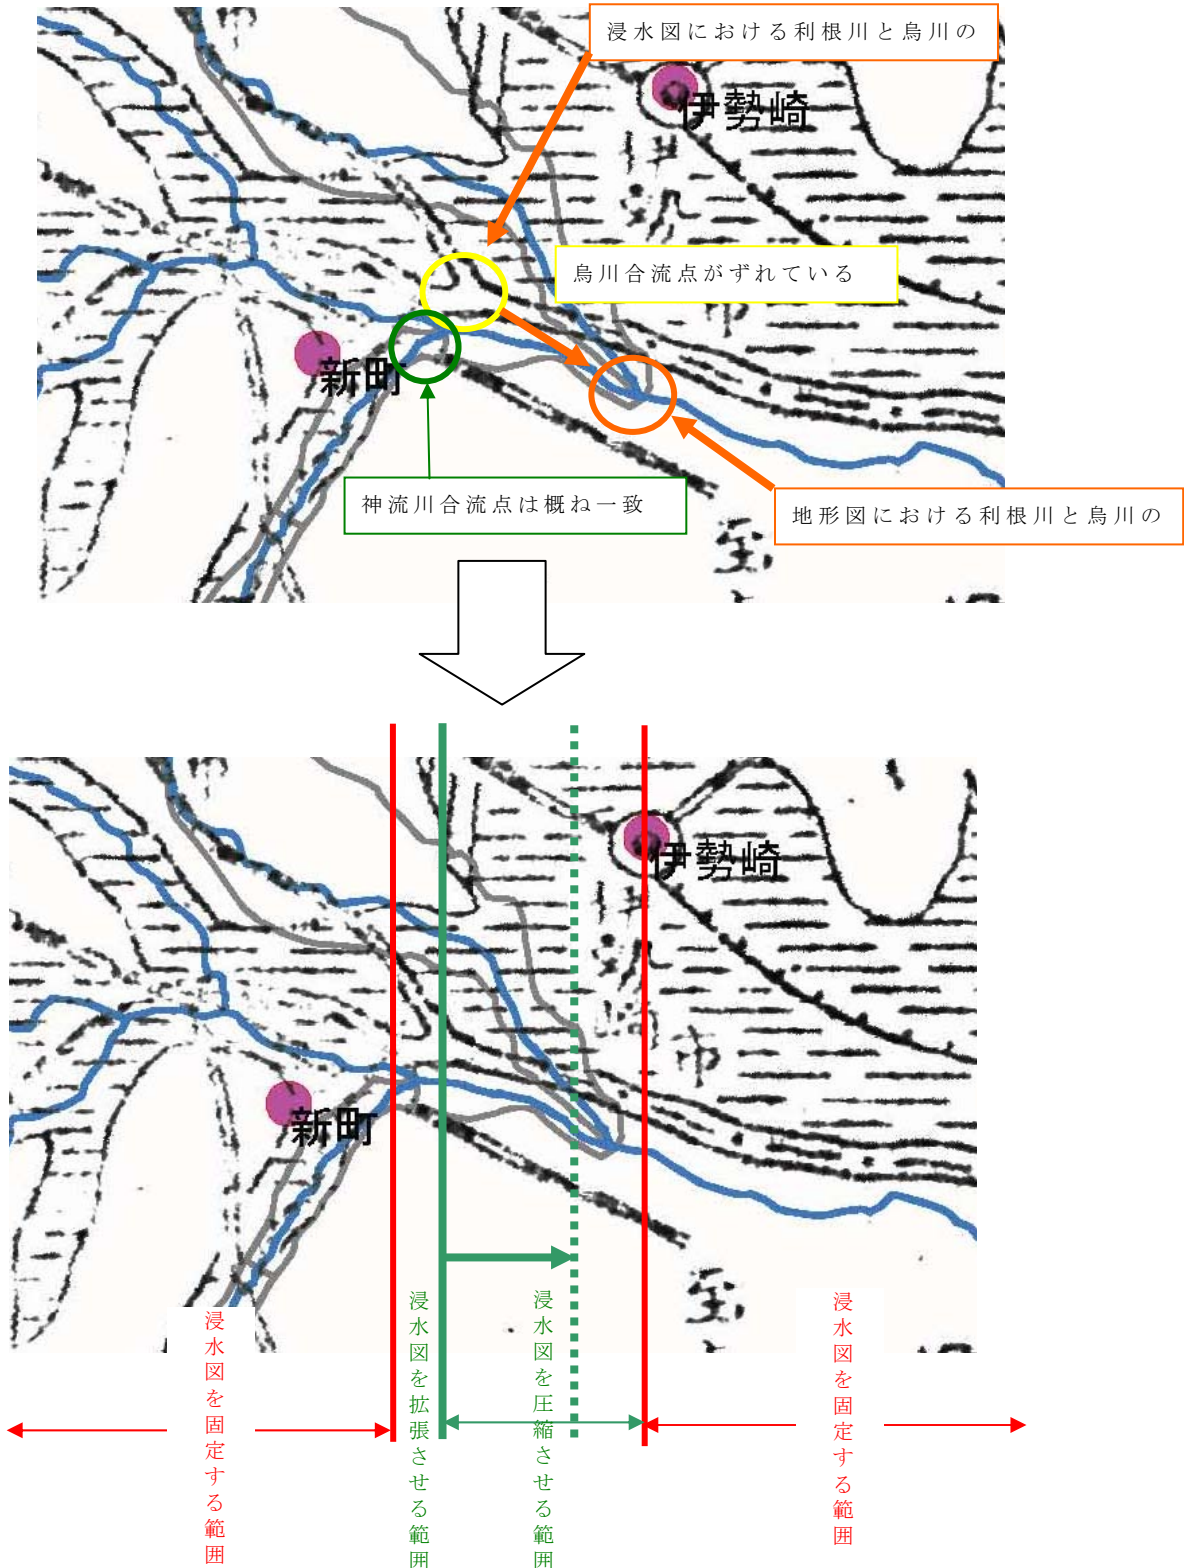 浸水図における利根川と烏川の
伊勢崎
烏川合流点がずれている
市
新町
神流川合流点は概ね一致
地形図における利根川と烏川の
伊勢崎
市
新町
浸水図を固定する範囲
浸水図を拡張させる範囲
浸水図を圧縮させる範囲
浸水図を固定する範囲